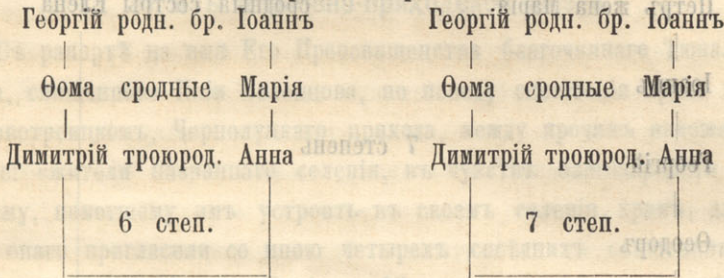 Георгій родн. бр. Іоаннъ Георгій родн. бр. Іоаннъ
Ѳома сродные Марія Ѳома сродные Марія
Димитрій троюрод. Анна Димитрій троюрод. Анна
6 степ. 7 степ.